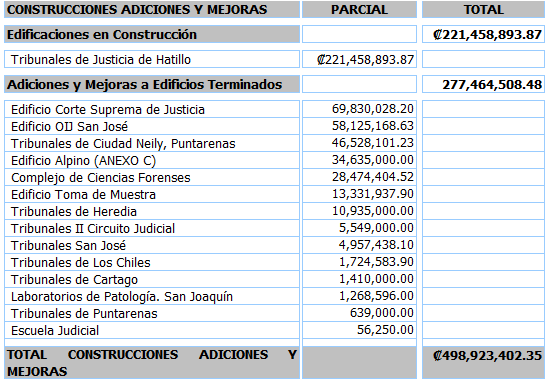 CONSTRUCCIONES ADICIONES Y MEJORAS PARCIAL TOTAL
Edificaciones en Construcción ₡221,458,893.87
Tribunales de Justicia de Hatillo ₡221,458,893.87
Adiciones y Mejoras a Edificios Terminados 277,464,508.48
Edificio Corte Suprema de Justicia 69,830,028.20
Edificio OIJ San José 58,125,168.63
Tribunales de Ciudad Neily, Puntarenas 46,528,101.23
Edificio Alpino (ANEXO C) 34,635,000.00
Complejo de Ciencias Forenses 28,474,404.52
Edificio Toma de Muestra 13,331,937.90
Tribunales de Heredia 10,935,000.00
Tribunales II Circuito Judicial 5,549,000.00
Tribunales San José 4,957,438.10
Tribunales de Los Chiles 1,724,583.90
Tribunales de Cartago 1,410,000.00
Laboratorios de Patología. San Joaquín 1,268,596.00
Tribunales de Puntarenas 639,000.00
Escuela Judicial 56,250.00
TOTAL CONSTRUCCIONES ADICIONES Y ₡498,923,402.35
MEJORAS